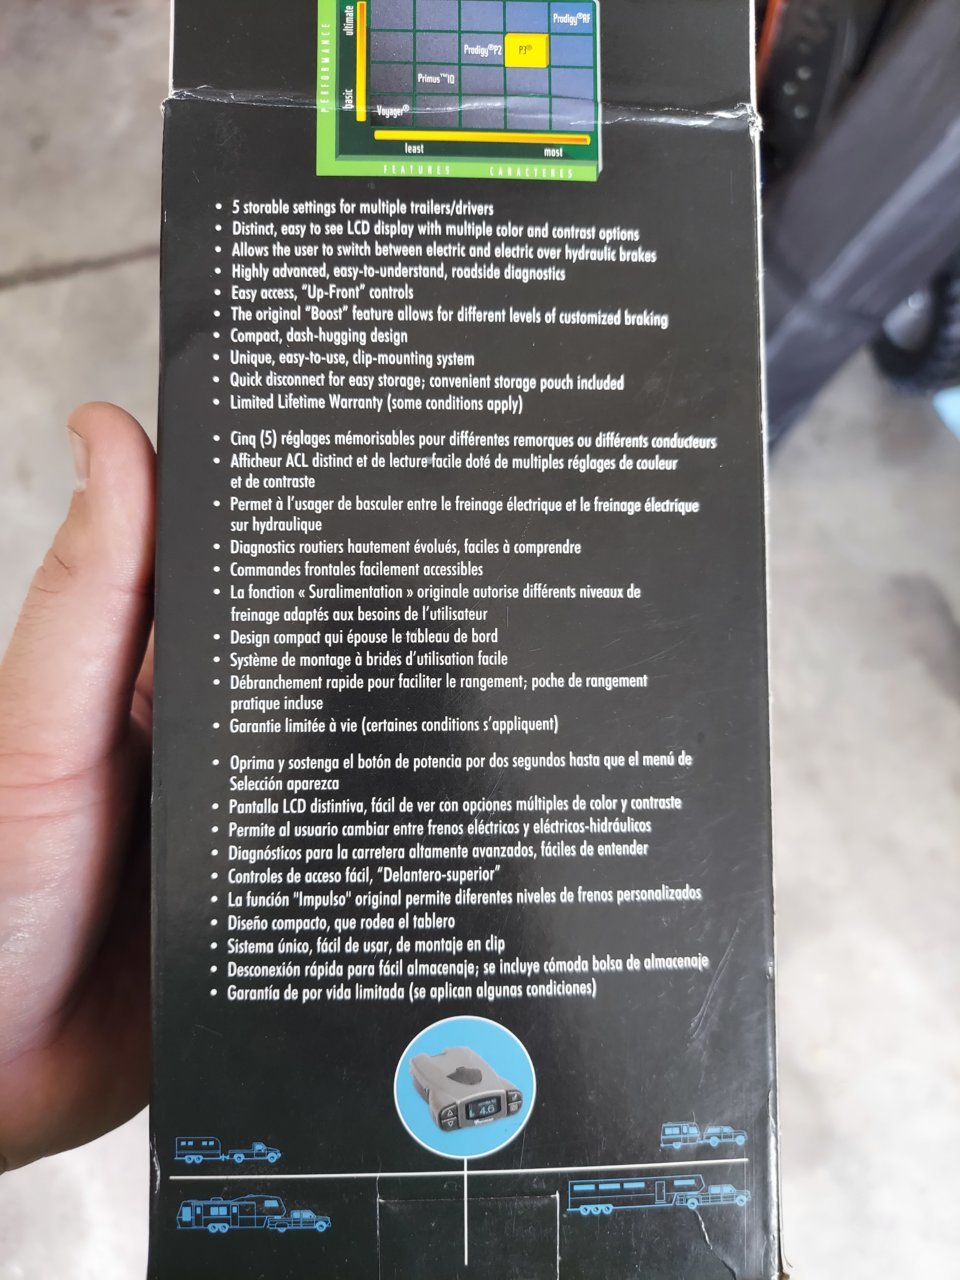 PERFORMANCE
ultimate
basic
Prodigy®RF
Prodigy®P2
P3®
Primus™IQ
Voyager®
least
most
FEATURES CARACTERES
• 5 storable settings for multiple trailers/drivers
• Distinct, easy to see LCD display with multiple color and contrast options
• Allows the user to switch between electric and electric over hydraulic brakes
• Highly advanced, easy-to-understand, roadside diagnostics
• Easy access, "Up-Front" controls
• The original "Boost" feature allows for different levels of customized braking
• Compact, dash-hugging design
• Unique, easy-to-use, clip-mounting system
• Quick disconnect for easy storage; convenient storage pouch included
• Limited Lifetime Warranty (some conditions apply)
• Cinq (5) réglages mémorisables pour différentes remorques ou différents conducteurs
• Afficheur ACL distinct et de lecture facile doté de multiples réglages de couleur
et de contraste
• Permet à l'usager de basculer entre le freinage électrique et le freinage électrique
sur hydraulique
• Diagnostics routiers hautement évolués, faciles à comprendre
• Commandes frontales facilement accessibles
• La fonction « Suralimentation » originale autorise différents niveaux de
freinage adaptés aux besoins de l'utilisateur
• Design compact qui épouse le tableau de bord
• Système de montage à brides d'utilisation facile
• Débranchement rapide pour faciliter le rangement; poche de rangement
pratique incluse
• Garantie limitée à vie (certaines conditions s'appliquent)
• Oprima y sostenga el botón de potencia por dos segundos hasta que el menú de
Selección aparezca
• Pantalla LCD distintiva, fácil de ver con opciones múltiples de color y contraste
• Permite al usuario cambiar entre frenos eléctricos y eléctricos-hidráulicos
• Diagnósticos para la carretera altamente avanzados, fáciles de entender
• Controles de acceso fácil, "Delantero-superior"
• La función "Impulso" original permite diferentes niveles de frenos personalizados
• Diseño compacto, que rodea el tablero
• Sistema único, fácil de usar, de montaje en clip
• Desconexión rápida para fácil almacenaje; se incluye cómoda bolsa de almacenaje
• Garantía de por vida limitada (se aplican algunas condiciones)
4.6